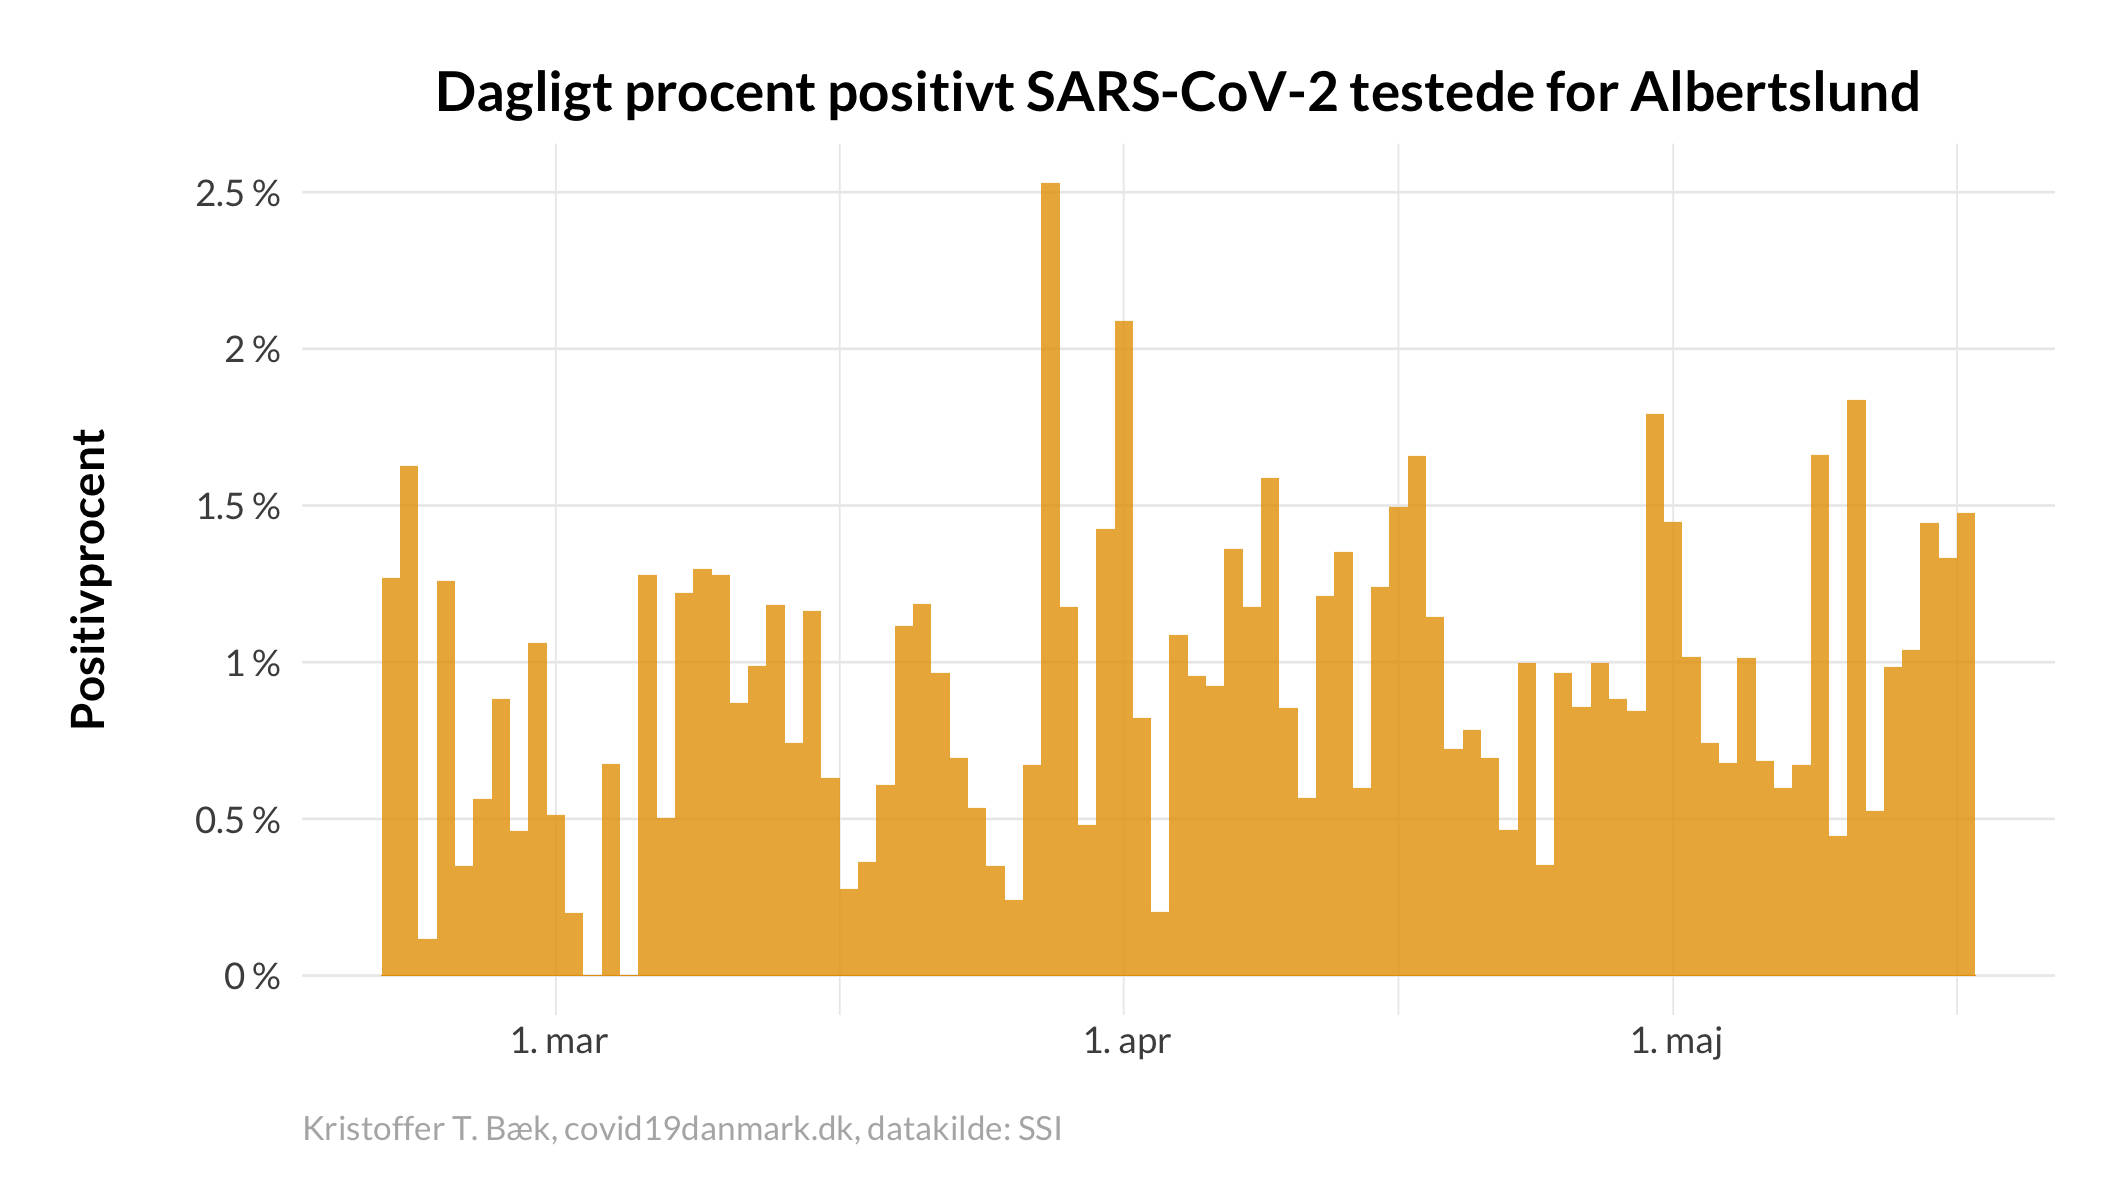 Dagligt procent positivt SARS-CoV-2 testede for Albertslund
Positivprocent
2.5 %
2 %
1.5 %
1 %
0.5 %
0 %
1. mar
1. apr
1. maj
Kristoffer T. Bæk, covid19danmark.dk, datakilde: SSI